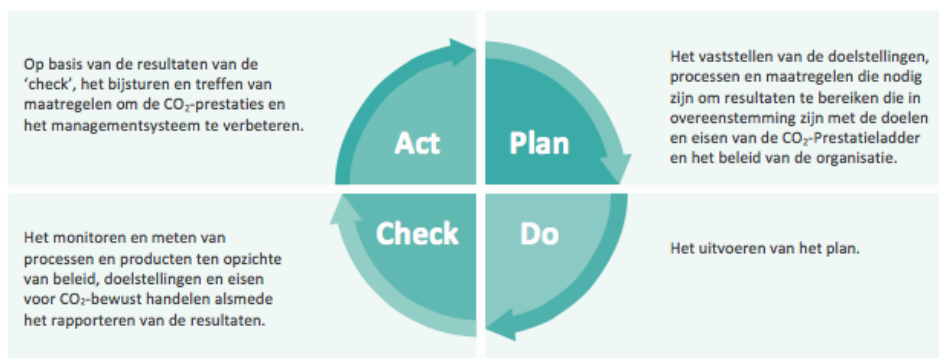 Op basis van de resultaten van de
‘check’, het bijsturen en treffen van
maatregelen om de CO₂-prestaties en
het managementsysteem te verbeteren.
Act
Plan
Het vaststellen van de doelstellingen,
processen en maatregelen die nodig
zijn om resultaten te bereiken die in
overeenstemming zijn met de doelen
en eisen van de CO₂-Prestatieladder
en het beleid van de organisatie.
Het monitoren en meten van
processen en producten ten opzichte
van beleid, doelstellingen en eisen
voor CO₂-bewust handelen alsmede
het rapporteren van de resultaten.
Check
Do
Het uitvoeren van het plan.